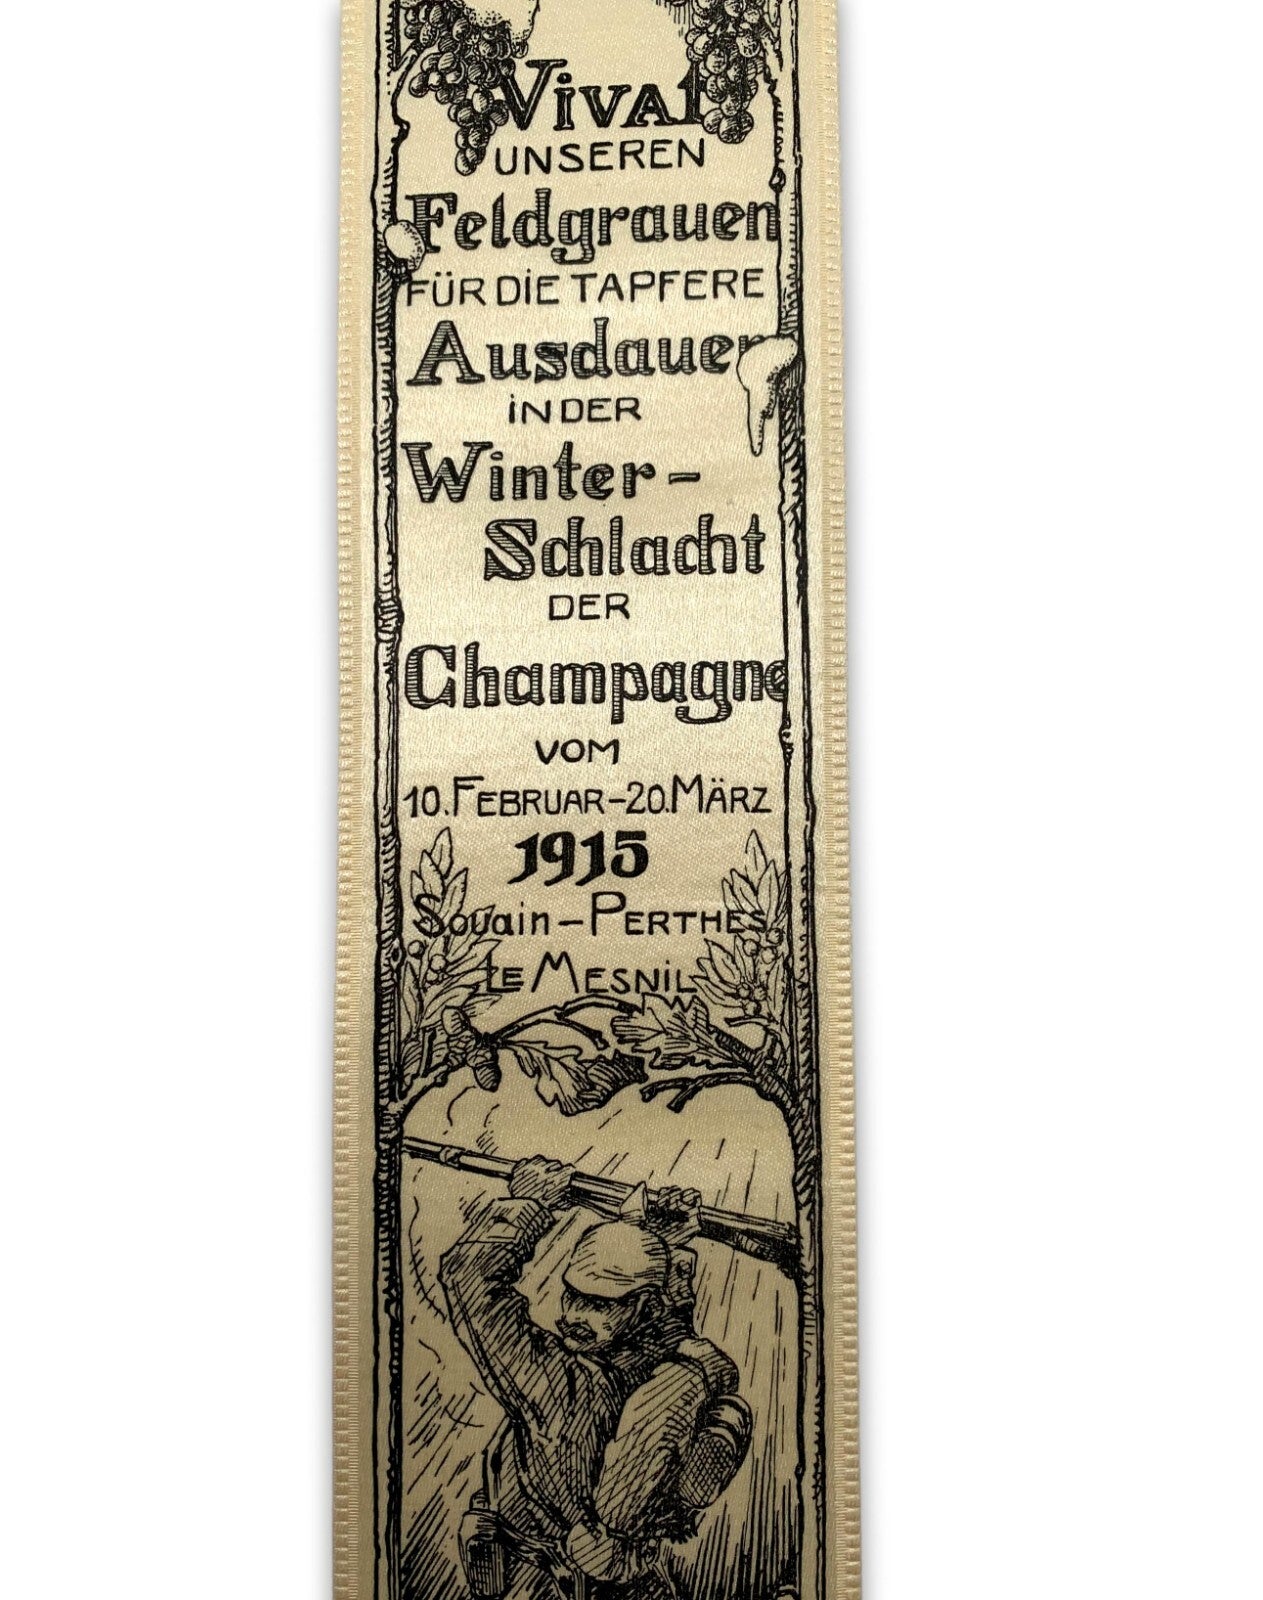 Vivat
UNSEREN
Feldgrauen
FÜR DIE TAPFERE
Ausdauer
IN DER
Winter-
Schlacht
DER
Champagne
VOM
10. FEBRUAR-20. MÄRZ
1915
Souain-PERTHES
LE MESNIL